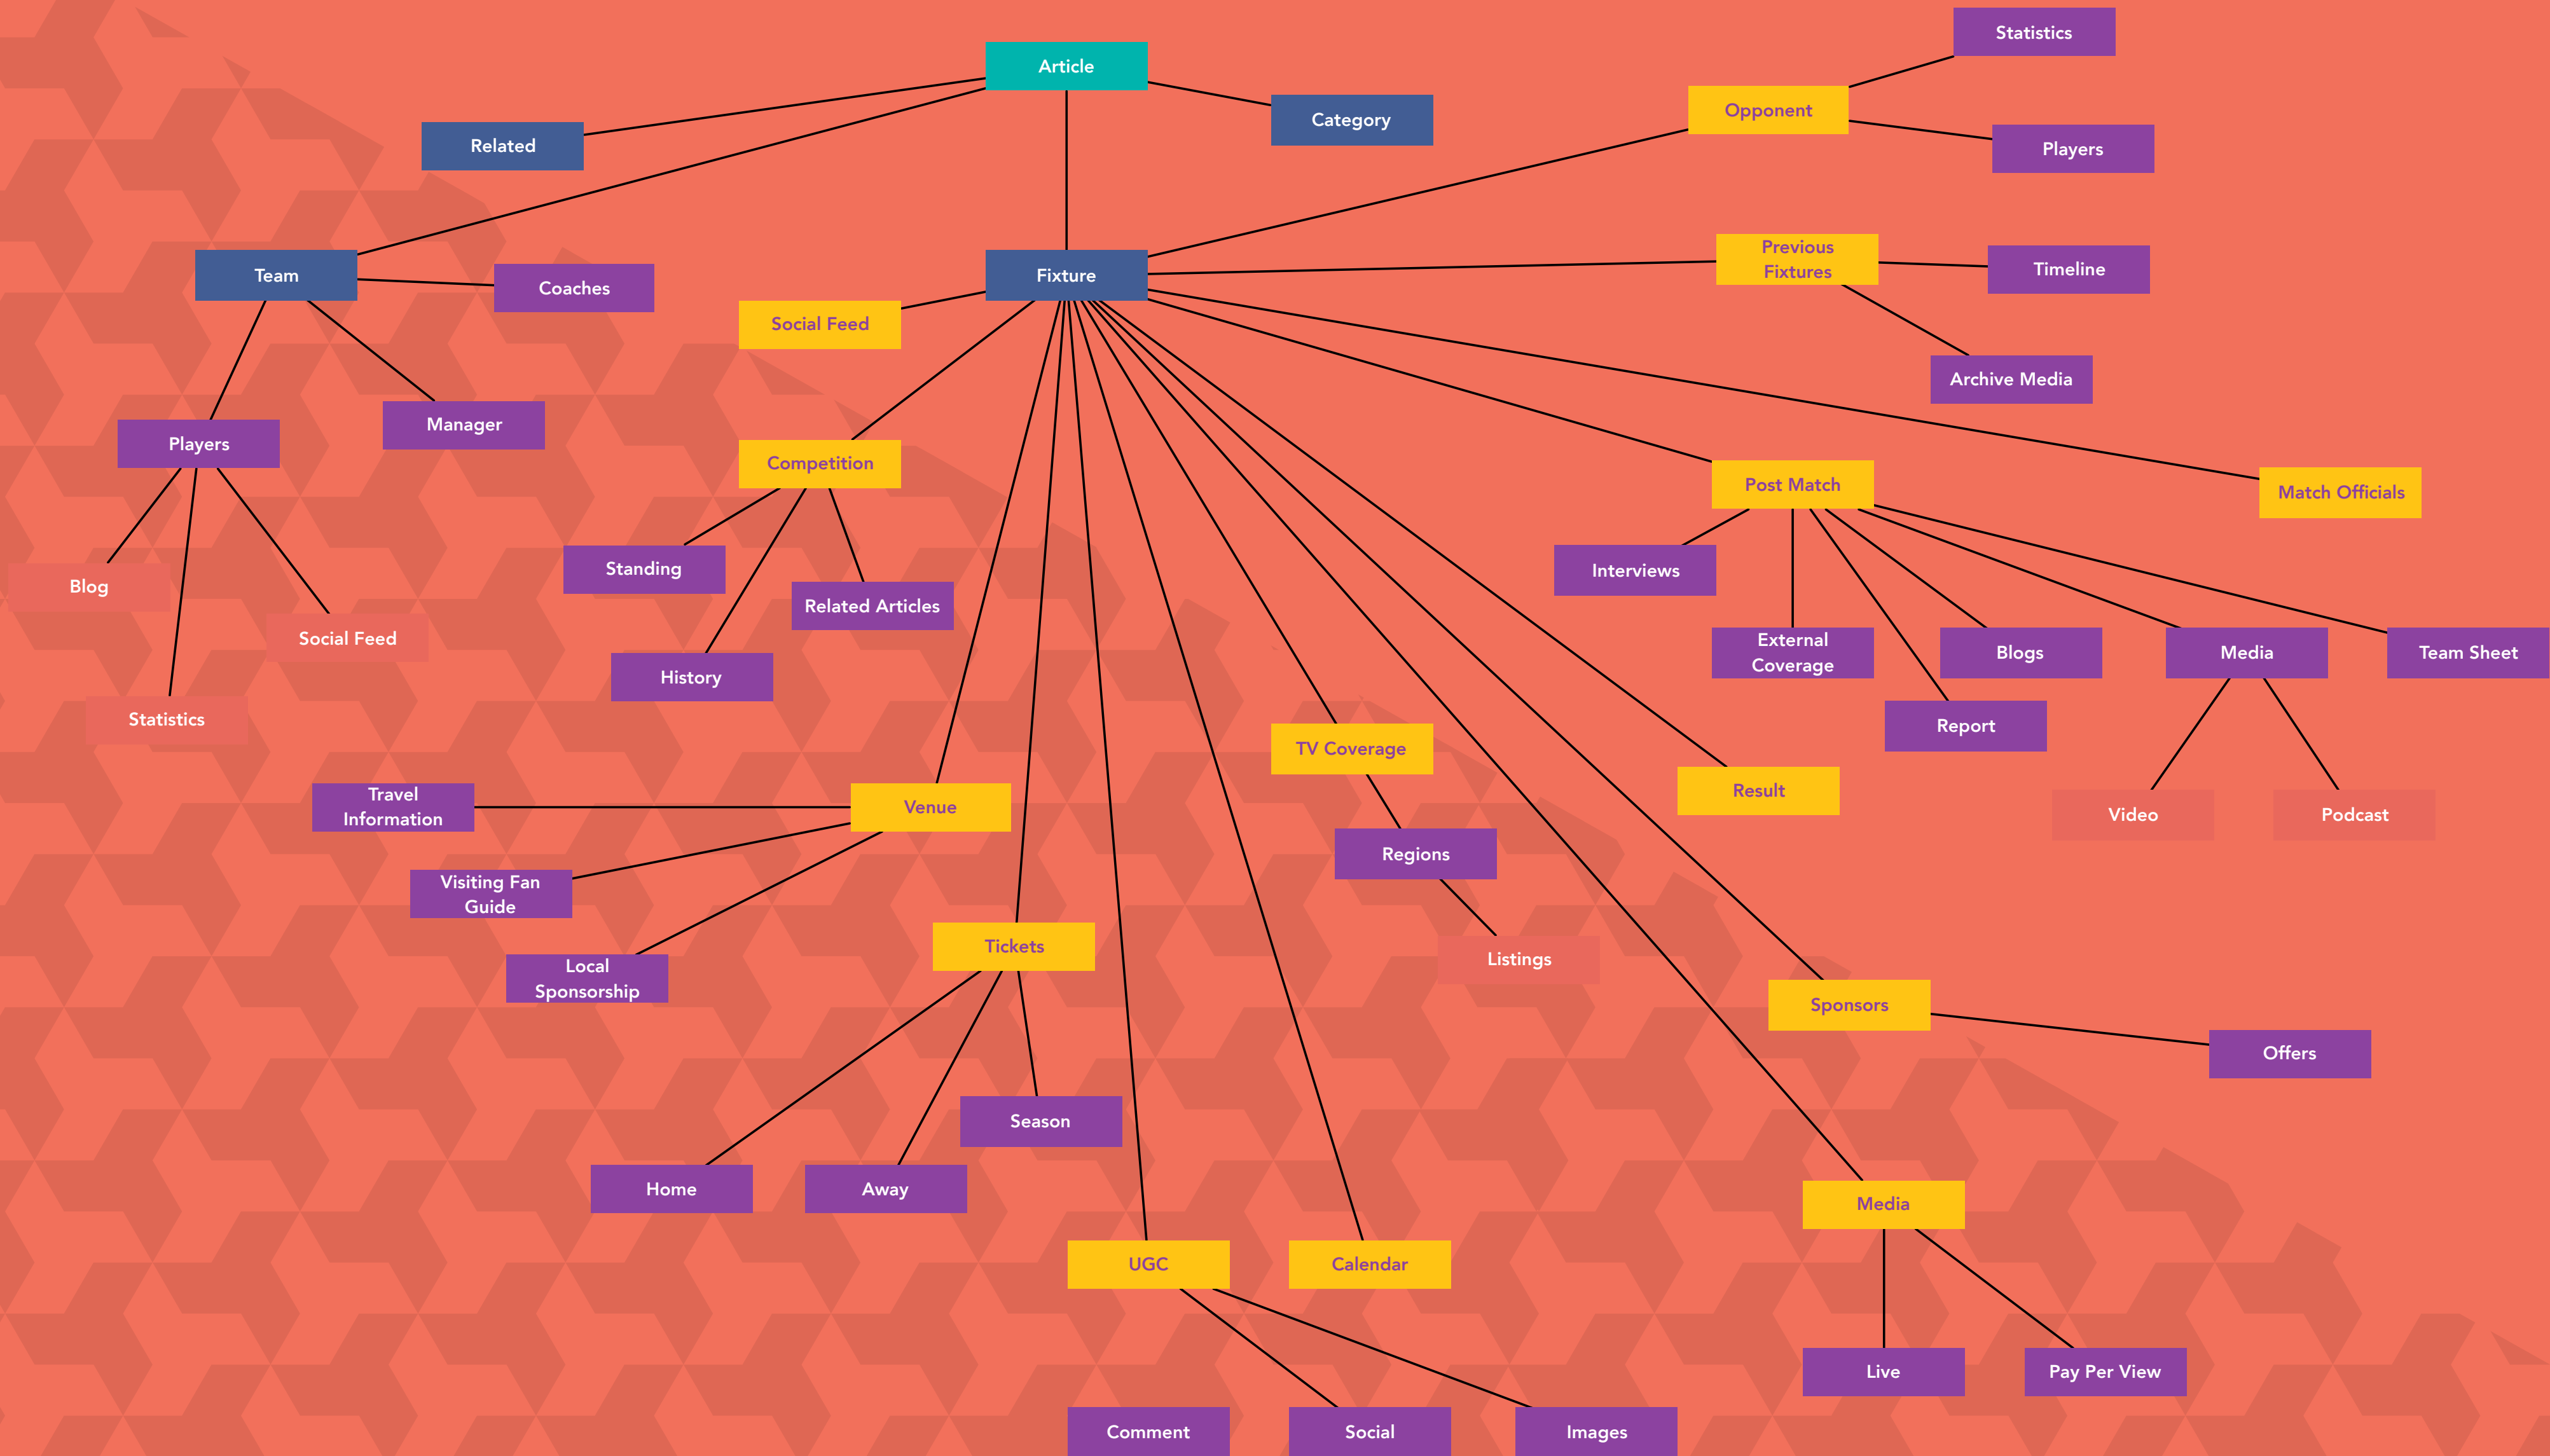 Statistics
Article
Opponent
Category
Related
Players
Team
Fixture
Previous
Fixtures
Timeline
Coaches
Social Feed
Archive Media
Manager
Players
Competition
Post Match
Match Officials
Standing
Interviews
Blog
Related Articles
Social Feed
External
Coverage
Blogs
Media
Team Sheet
History
Statistics
Report
TV Coverage
Result
Travel
Information
Venue
Video
Podcast
Regions
Visiting Fan
Guide
Tickets
Listings
Local
Sponsorship
Sponsors
Offers
Season
Home
Away
Media
UGC
Calendar
Live
Pay Per View
Comment
Social
Images